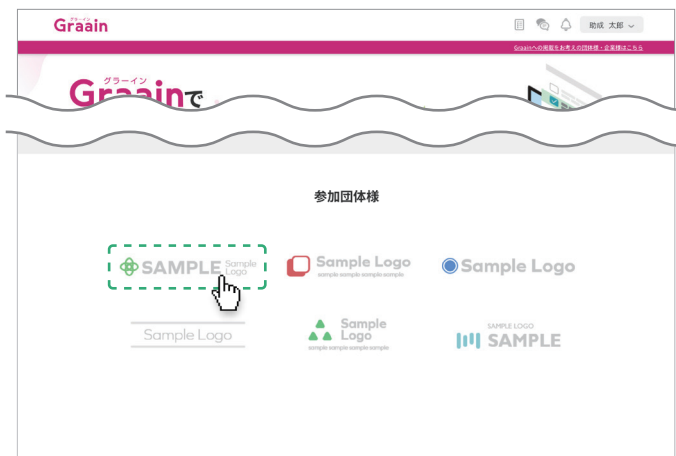 グラーイン
Graain
助成 太郎
Graainへの掲載をお考えの団体様・企業様はこちら
グラーイン
Graainで
参加団体様
SAMPLE Sample Logo
Sample Logo
sample sample sample sample
Sample Logo
Sample Logo
Sample
Logo
sample sample sample sample
SAMPLE LOGO
SAMPLE